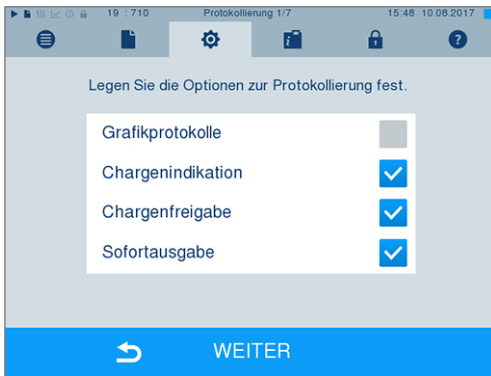 19 : 710 Protokollierung 1/7 15:48 10.08.2017
Legen Sie die Optionen zur Protokollierung fest.
Grafikprotokolle
Chargenindikation
Chargenfreigabe
Sofortausgabe
WEITER